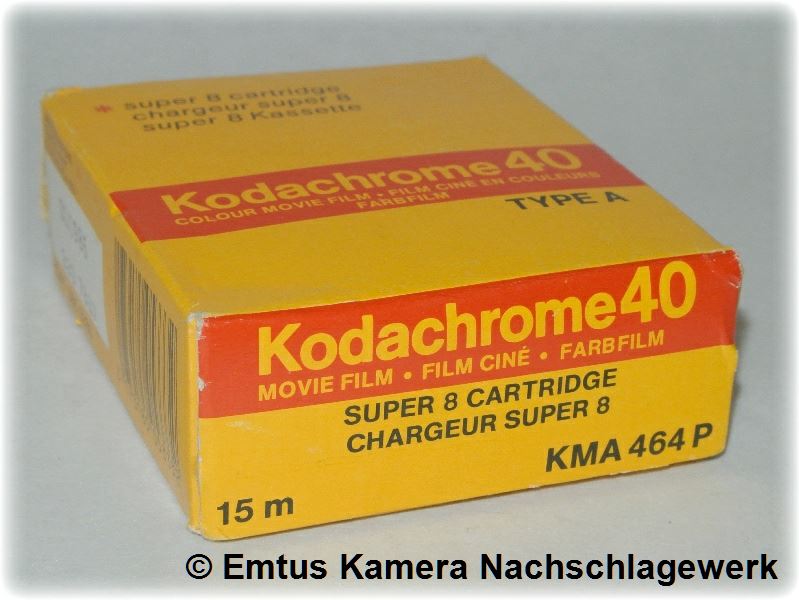 * super 8 cartridge
chargeur super 8
super 8 Kassette
Kodachrome 40
COLOUR MOVIE FILM • FILM CINÉ EN COULEURS
FARBFILM
TYPE A
Kodachrome 40
MOVIE FILM • FILM CINÉ • FARBFILM
SUPER 8 CARTRIDGE
CHARGEUR SUPER 8
KMA 464 P
15 m
© Emtus Kamera Nachschlagewerk